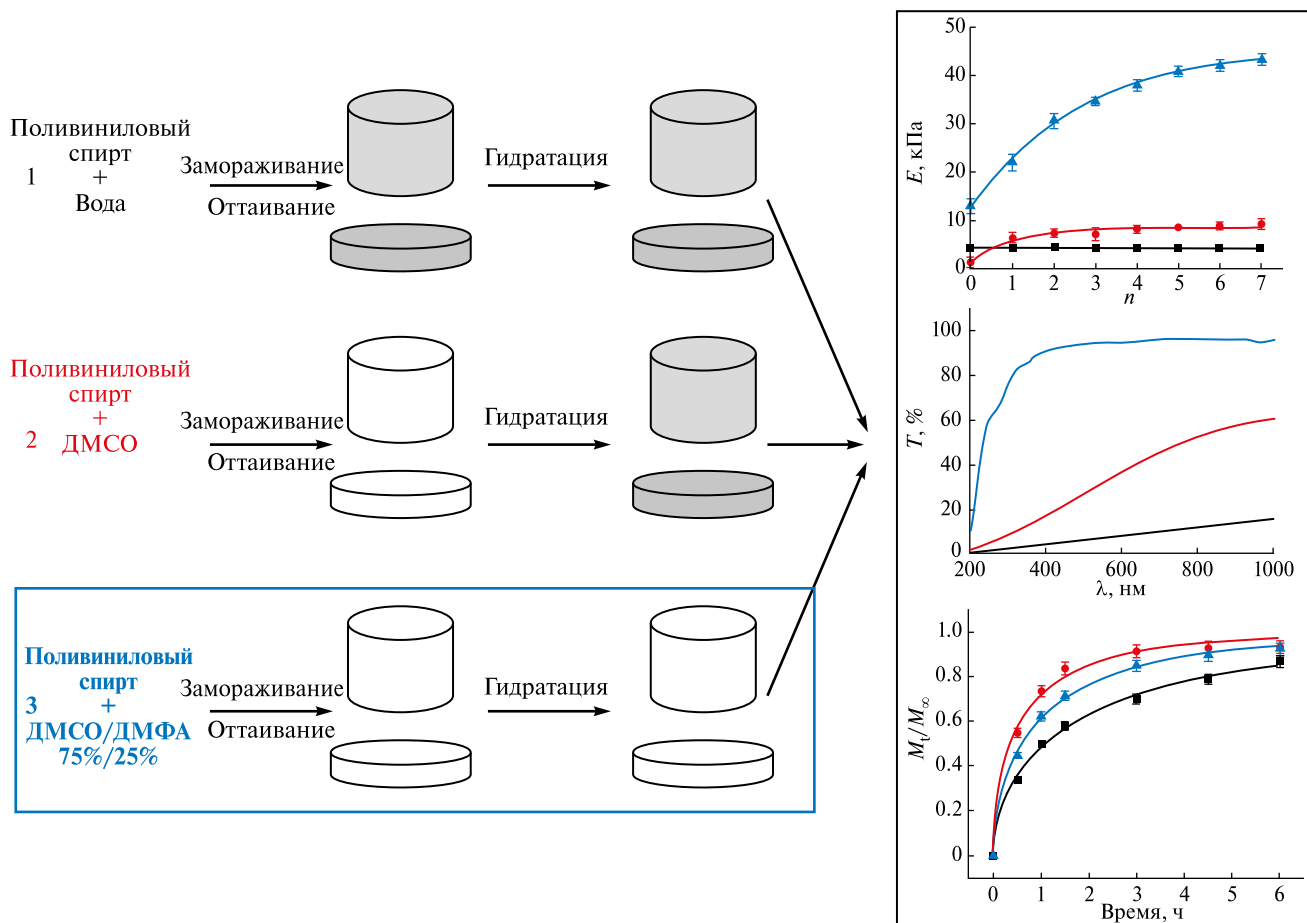 Поливиниловый
спирт
1 +
Вода
Замораживание
Оттаивание
Гидратация
Поливиниловый
спирт
+
2 ДМСО
Замораживание
Оттаивание
Гидратация
Поливиниловый
спирт
3 +
ДМСО/ДМФА
75%/25%
Замораживание
Оттаивание
Гидратация
E, кПа
50
40
30
20
10
0
0 1 2 3 4 5 6 7
n
T, %
100
80
60
40
20
0
200 400 600 800 1000
λ, нм
Mt/M∞
1.0
0.8
0.6
0.4
0.2
0
0 1 2 3 4 5 6
Время, ч